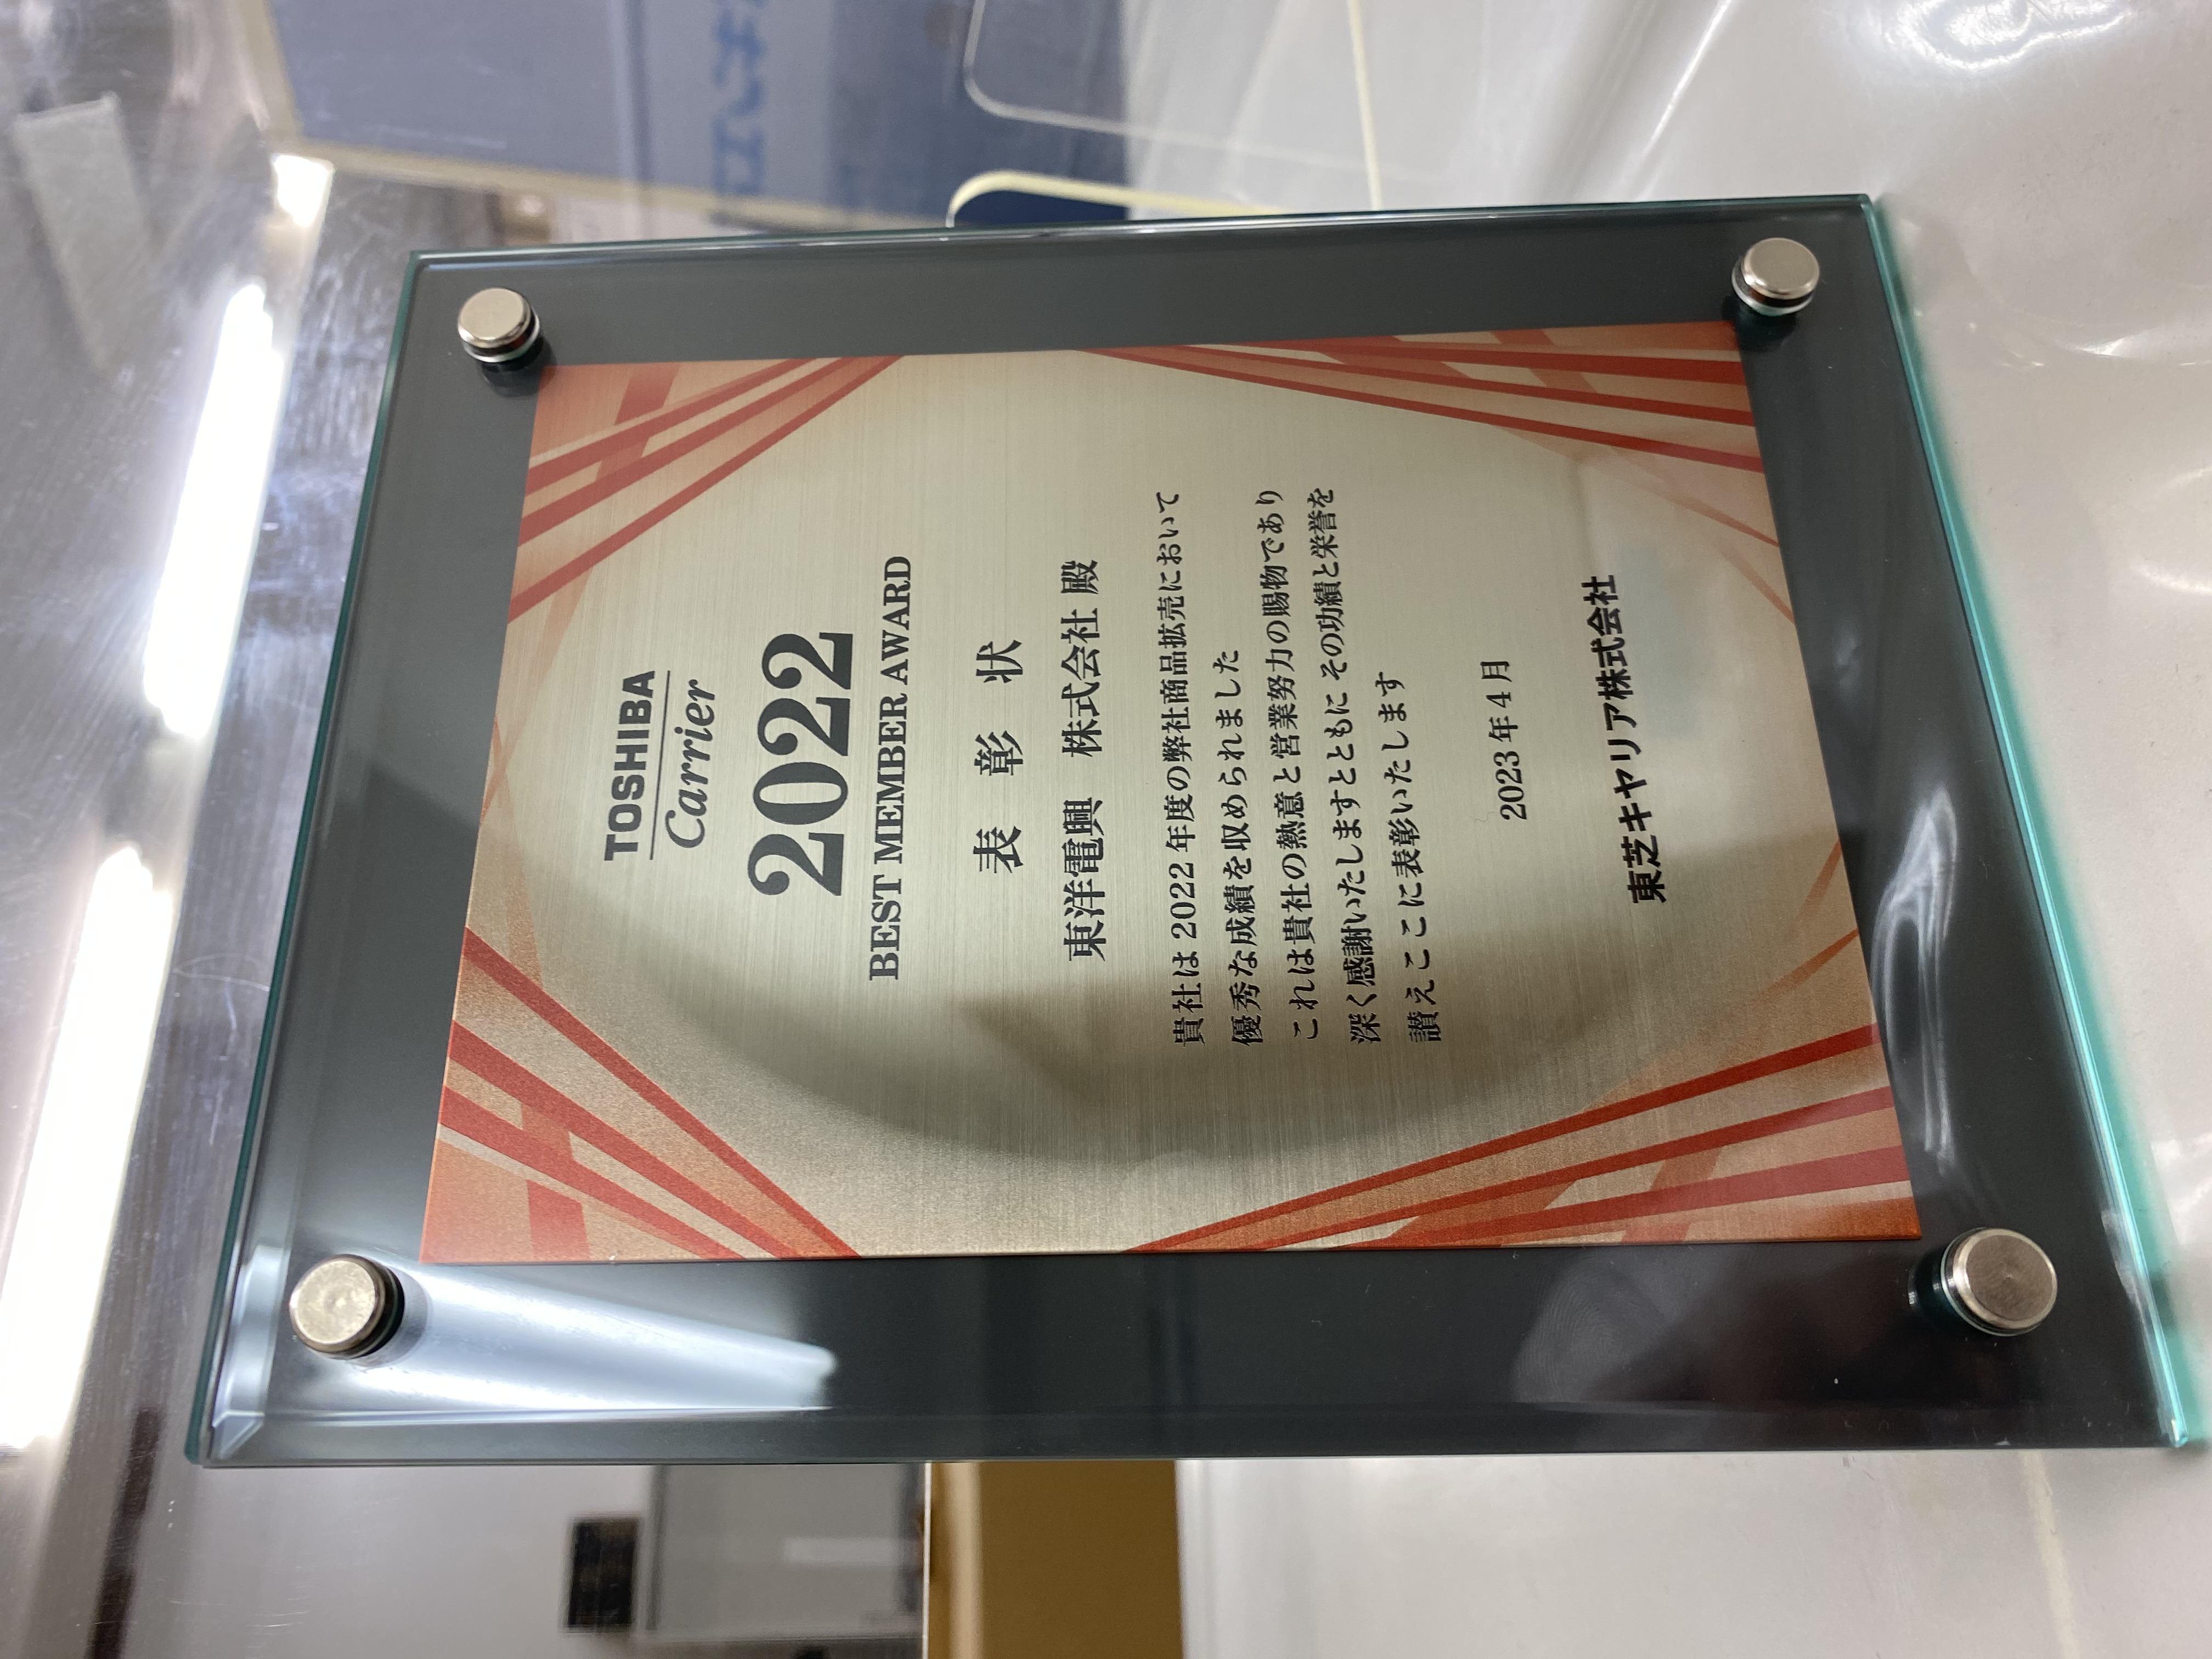 TOSHIBA
Carrier
2022
BEST MEMBER AWARD
表 彰 状
東洋電興 株式会社 殿
貴社は 2022 年度の弊社商品拡売において
優秀な成績を収められました
これは貴社の熱意と営業努力の賜物であり
深く感謝いたしますとともに その功績と栄誉を
讃えここに表彰いたします
2023 年 4 月
東芝キヤリア株式会社